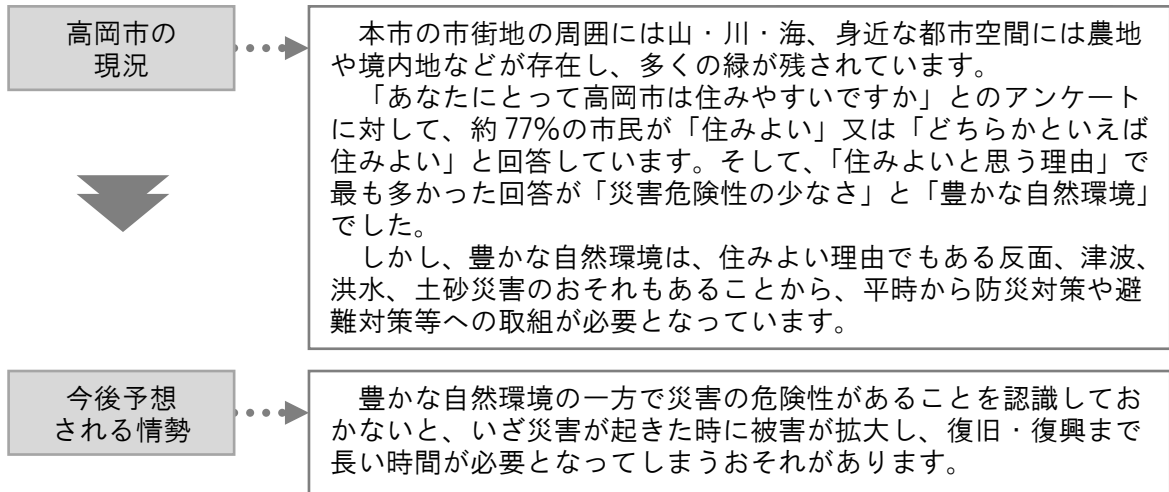 高岡市の
現況
本市の市街地の周囲には山・川・海、身近な都市空間には農地
や境内地などが存在し、多くの緑が残されています。
「あなたにとって高岡市は住みやすいですか」とのアンケート
に対して、約 77%の市民が「住みよい」又は「どちらかといえば
住みよい」と回答しています。そして、「住みよいと思う理由」で
最も多かった回答が「災害危険性の少なさ」と「豊かな自然環境」
でした。
しかし、豊かな自然環境は、住みよい理由でもある反面、津波、
洪水、土砂災害のおそれもあることから、平時から防災対策や避
難対策等への取組が必要となっています。
今後予想
される情勢
豊かな自然環境の一方で災害の危険性があることを認識してお
かないと、いざ災害が起きた時に被害が拡大し、復旧・復興まで
長い時間が必要となってしまうおそれがあります。